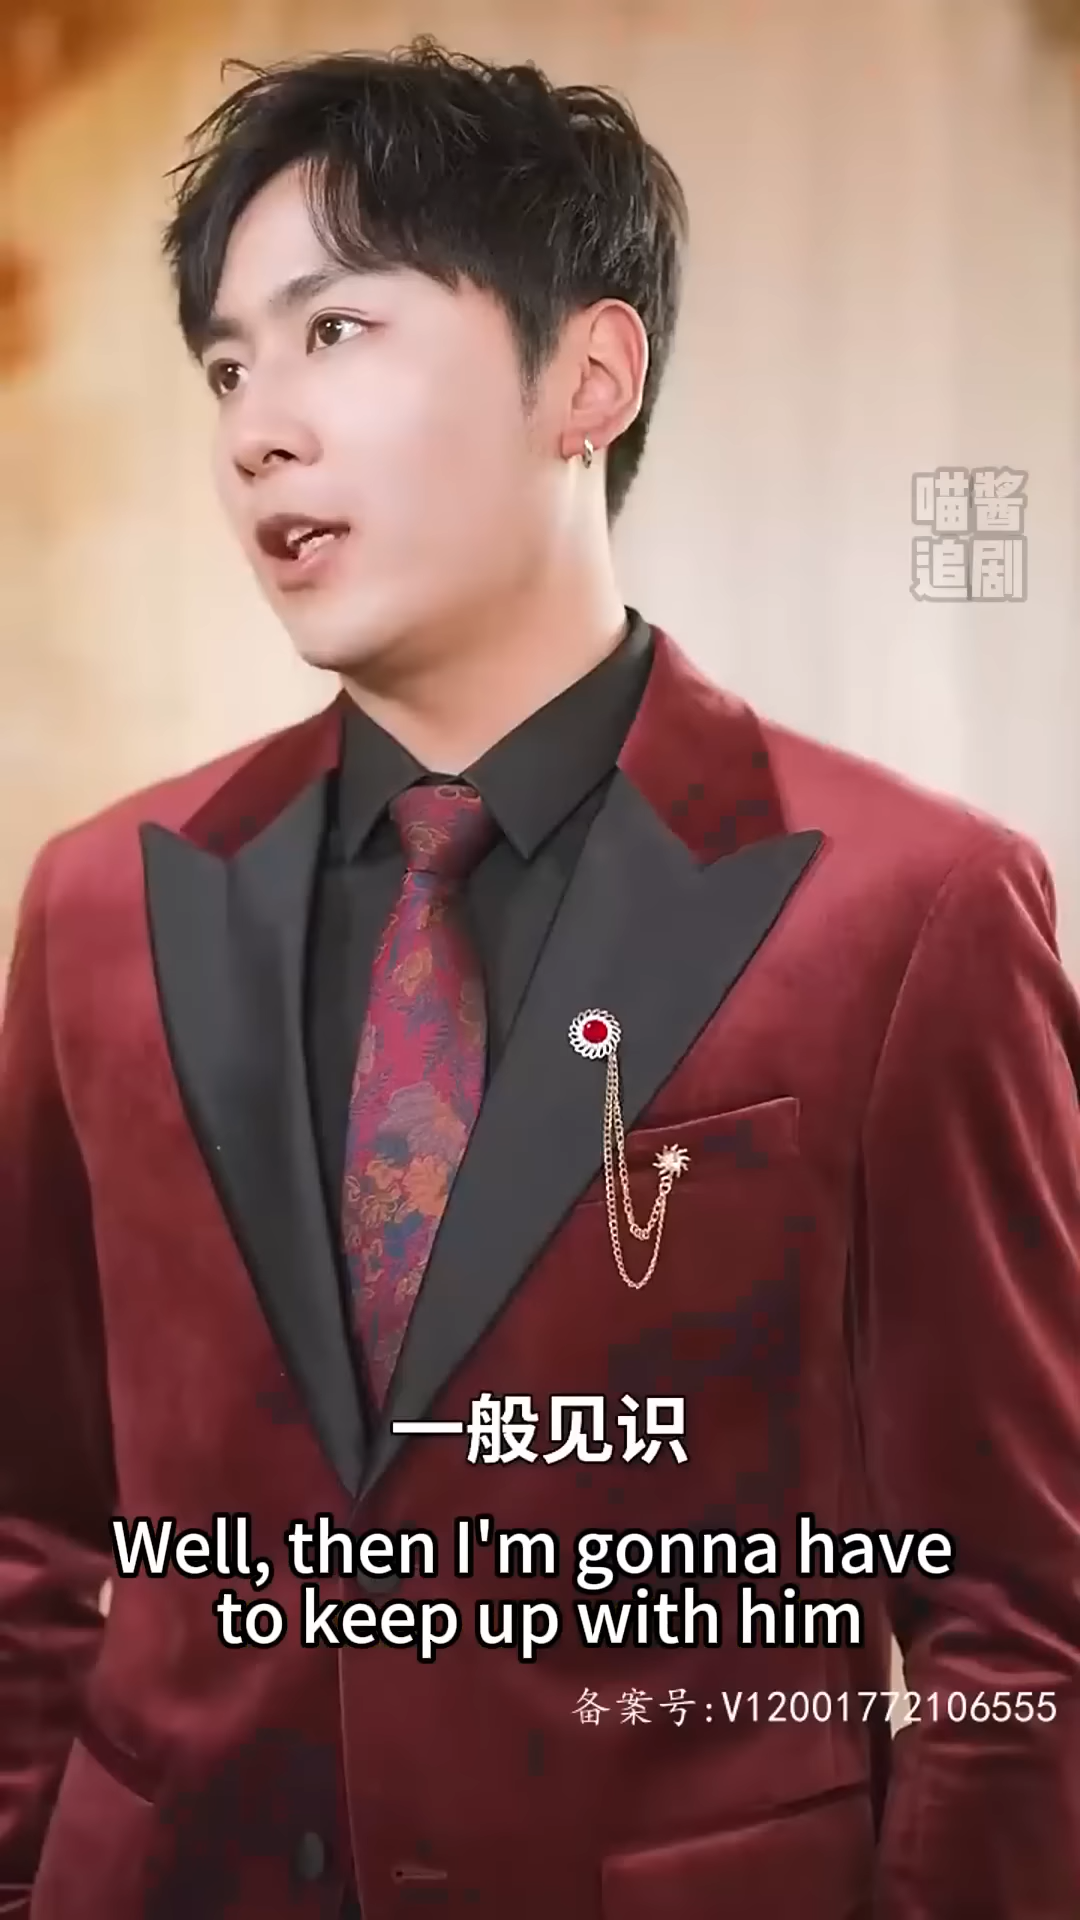 喵酱
追剧
一般见识
Well, then I'm gonna have
to keep up with him
备案号:V12001772106555